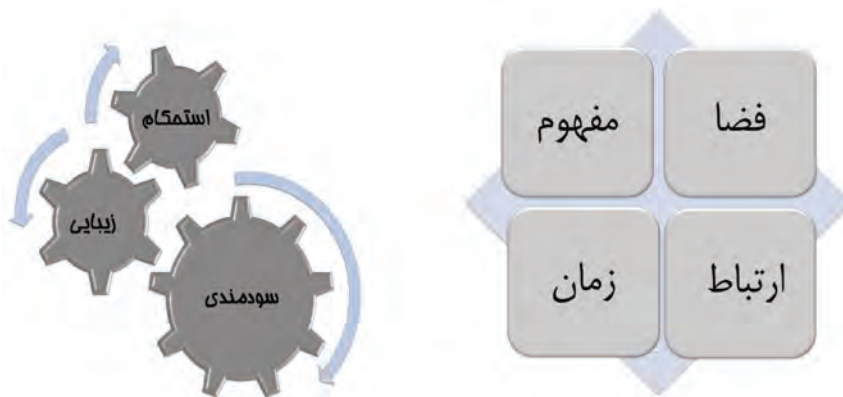 فضا
مفهوم
ارتباط
زمان
استحکام
زیبایی
سودمندی